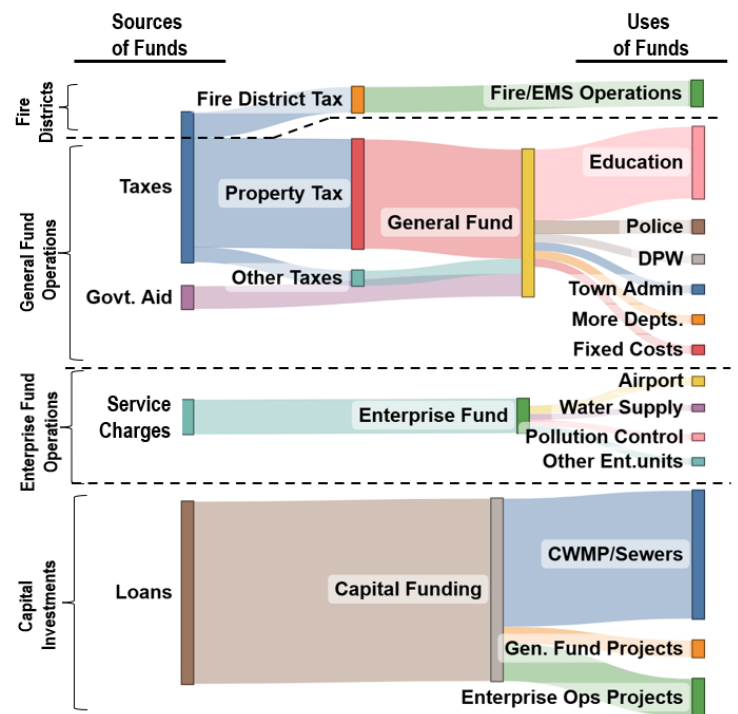 Sources
of Funds
Uses
of Funds
Fire
Districts
Fire District Tax
Fire/EMS Operations
General Fund
Operations
Taxes
Property Tax
General Fund
Education
Police
DPW
Other Taxes
Govt. Aid
Town Admin
More Depts.
Fixed Costs
Enterprise Fund
Operations
Service
Charges
Enterprise Fund
Airport
Water Supply
Pollution Control
Other Ent.units
Capital
Investments
Loans
Capital Funding
CWMP/Sewers
Gen. Fund Projects
Enterprise Ops Projects